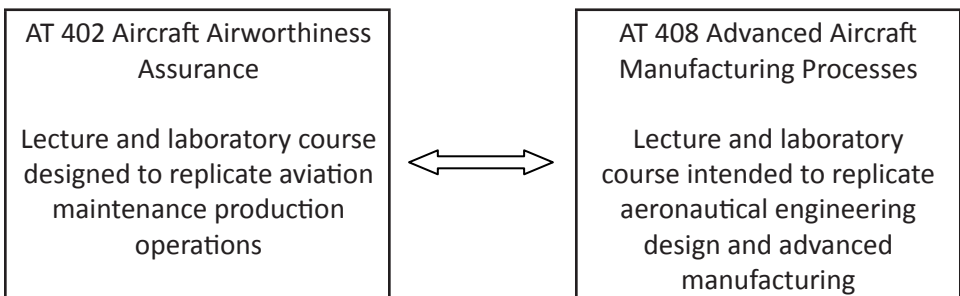 AT 402 Aircraft Airworthiness
Assurance
Lecture and laboratory course
designed to replicate aviation
maintenance production
operations
AT 408 Advanced Aircraft
Manufacturing Processes
Lecture and laboratory
course intended to replicate
aeronautical engineering
design and advanced
manufacturing